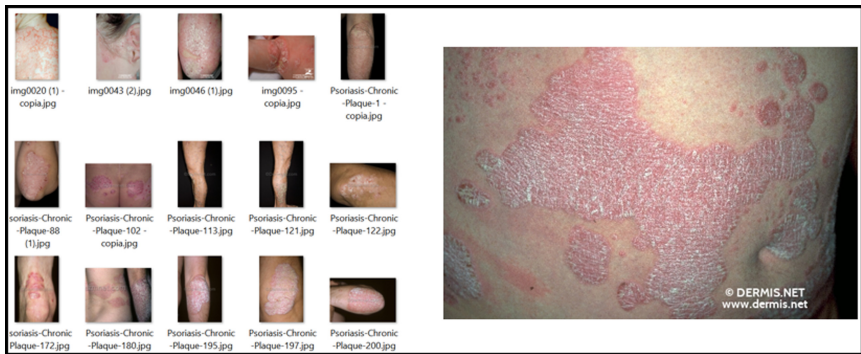 img0020 (1) -
copia.jpg
img0043 (2).jpg
img0046 (1).jpg
img0095 -
copia.jpg
Psoriasis-Chronic
-Plaque-1 -
copia.jpg
soriasis-Chronic
-Plaque-88
(1).jpg
Psoriasis-Chronic
-Plaque-102 -
copia.jpg
Psoriasis-Chronic
-Plaque-113.jpg
Psoriasis-Chronic
-Plaque-121.jpg
Psoriasis-Chronic
-Plaque-122.jpg
soriasis-Chronic
Plaque-172.jpg
Psoriasis-Chronic
-Plaque-180.jpg
Psoriasis-Chronic
-Plaque-195.jpg
Psoriasis-Chronic
-Plaque-197.jpg
Psoriasis-Chronic
-Plaque-200.jpg
© DERMIS.NET
www.dermis.net